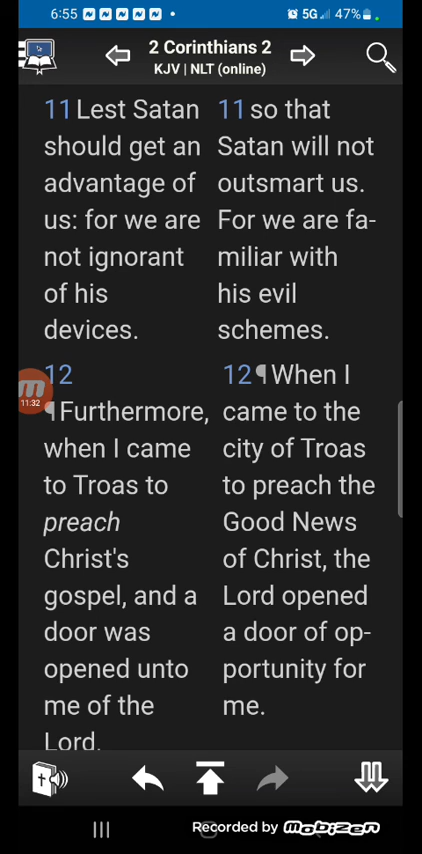 6:55 5G 47%
2 Corinthians 2
KJV | NLT (online)
11 Lest Satan
should get an
advantage of
us: for we are
not ignorant
of his
devices.
12
¶Furthermore,
when I came
to Troas to
preach
Christ's
gospel, and a
door was
opened unto
me of the
Lord.
11 so that
Satan will not
outsmart us.
For we are fa-
miliar with
his evil
schemes.
12 ¶When I
came to the
city of Troas
to preach the
Good News
of Christ, the
Lord opened
a door of op-
portunity for
me.
m
11:32
Recorded by mobizen